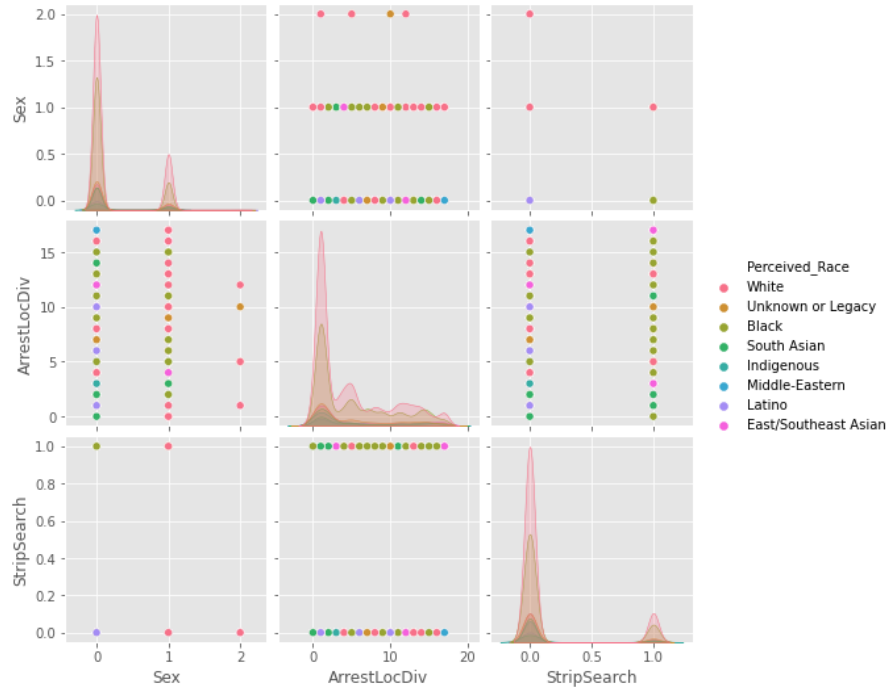 2.0
1.5
1.0
0.5
0.0
Sex
15
10
5
0
ArrestLocDiv
1.0
0.8
0.6
0.4
0.2
0.0
StripSearch
0 1 2
Sex
0 10 20
ArrestLocDiv
0.0 0.5 1.0
StripSearch
Perceived_Race
White
Unknown or Legacy
Black
South Asian
Indigenous
Middle-Eastern
Latino
East/Southeast Asian